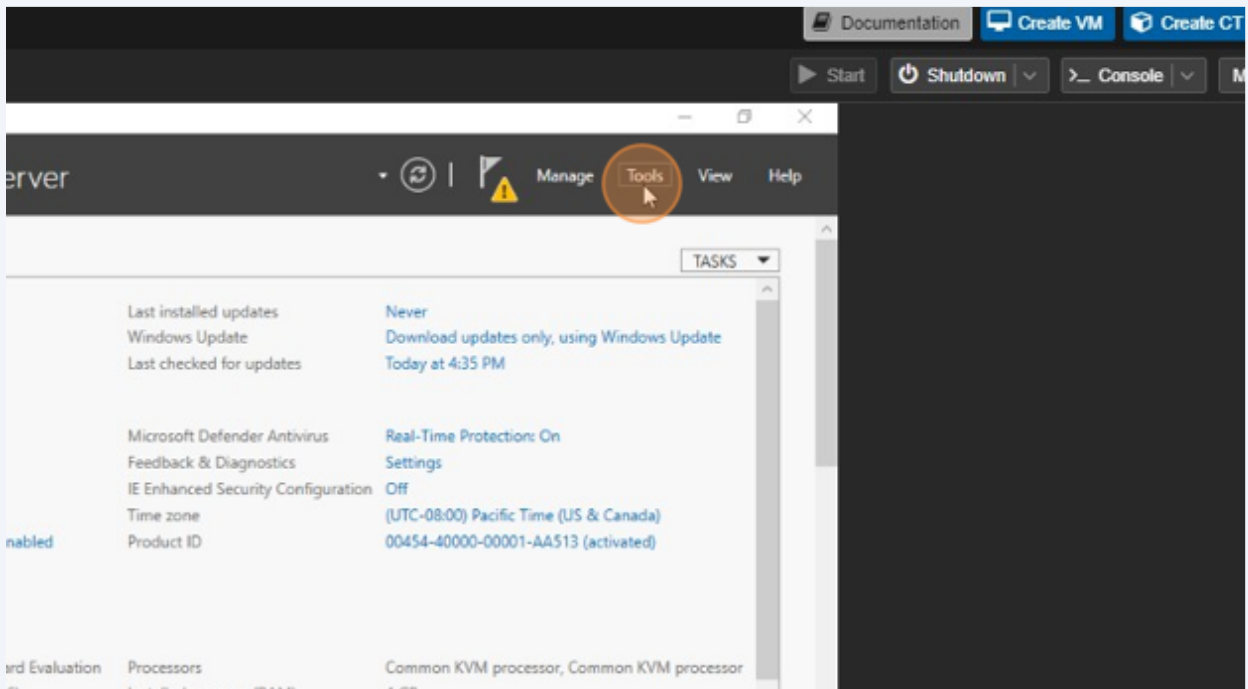 Documentation Create VM Create CT
Start Shutdown >_ Console M
erver
Manage Tools View Help
TASKS
Last installed updates Never
Windows Update Download updates only, using Windows Update
Last checked for updates Today at 4:35 PM
Microsoft Defender Antivirus Real-Time Protection: On
Feedback & Diagnostics Settings
IE Enhanced Security Configuration Off
Time zone (UTC-08:00) Pacific Time (US & Canada)
nabled Product ID 00454-40000-00001-AA513 (activated)
ard Evaluation Processors Common KVM processor, Common KVM processor